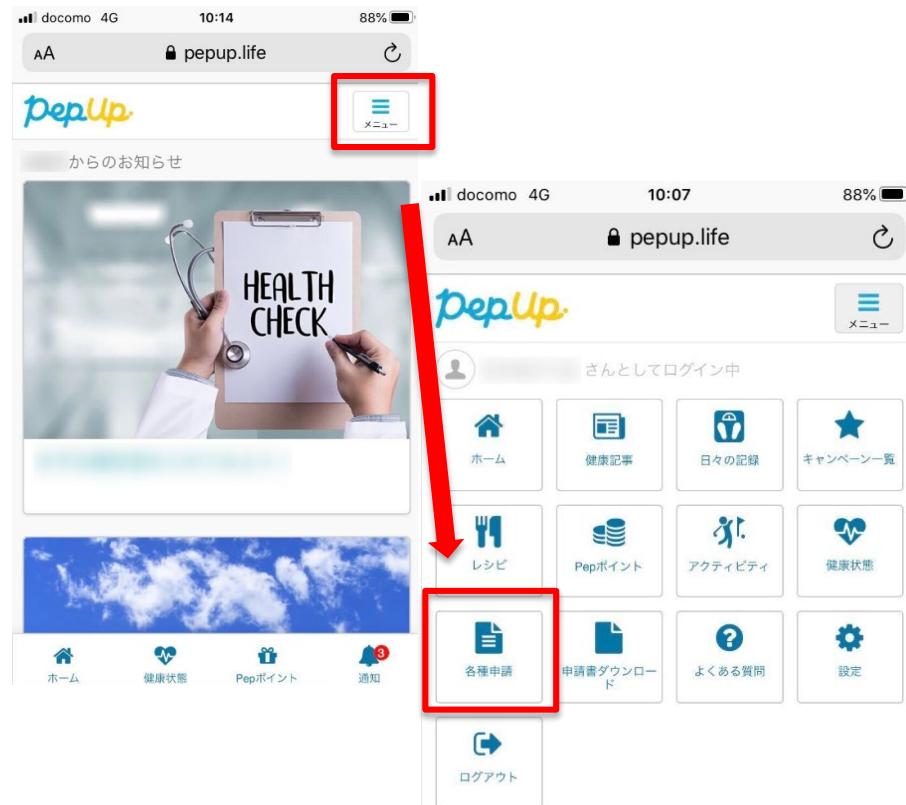 docomo 4G 10:14 88%
AA pepup.life
PepUp
メニュー
からのお知らせ
HEALTH
CHECK
ホーム 健康状態 Pepポイント 通知
3
docomo 4G 10:07 88%
AA pepup.life
PepUp
メニュー
さんとしてログイン中
ホーム 健康記事 日々の記録 キャンペーン一覧
レシピ Pepポイント アクティビティ 健康状態
各種申請 申請書ダウンロー よくある質問 設定
ド
ログアウト